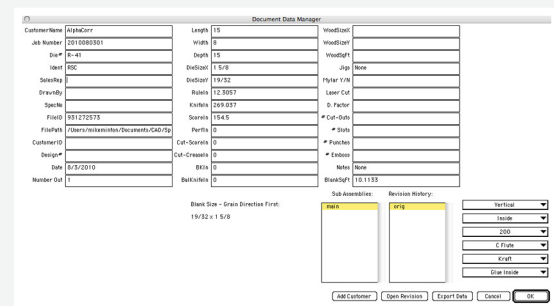 Document Data Manager
CustomerName AlphaCorr
Job Number 2010080301
Die# R-41
Ident RSC
SalesRep
DrawnBy
SpecNo
FileID 931272573
FilePath /Users/mikeminton/Documents/CAD/Sp
CustomerID
Design#
Date 8/3/2010
Number Out 1
Length 15
Width 8
Depth 15
DieSizeX 1 5/8
DieSizeY 19/32
RuleIn 12.3057
KnifeIn 269.037
ScoreIn 154.5
PerfIn 0
Cut-ScoreIn 0
Cut-CreaseIn 0
BKIn 0
BalKnifeIn 0
WoodSizeX
WoodSizeY
WoodSqFt
Jigs None
Mylar Y/N
Laser Cut
D. Factor
# Cut-Outs
# Slots
# Punches
# Emboss
Notes None
BlankSqFt 10.1133
Blank Size - Grain Direction First:
19/32 x 1 5/8
Sub Assemblies:
main
Revision History:
orig
Vertical
Inside
200
C Flute
Kraft
Glue Inside
Add Customer Open Revision Export Data Cancel OK